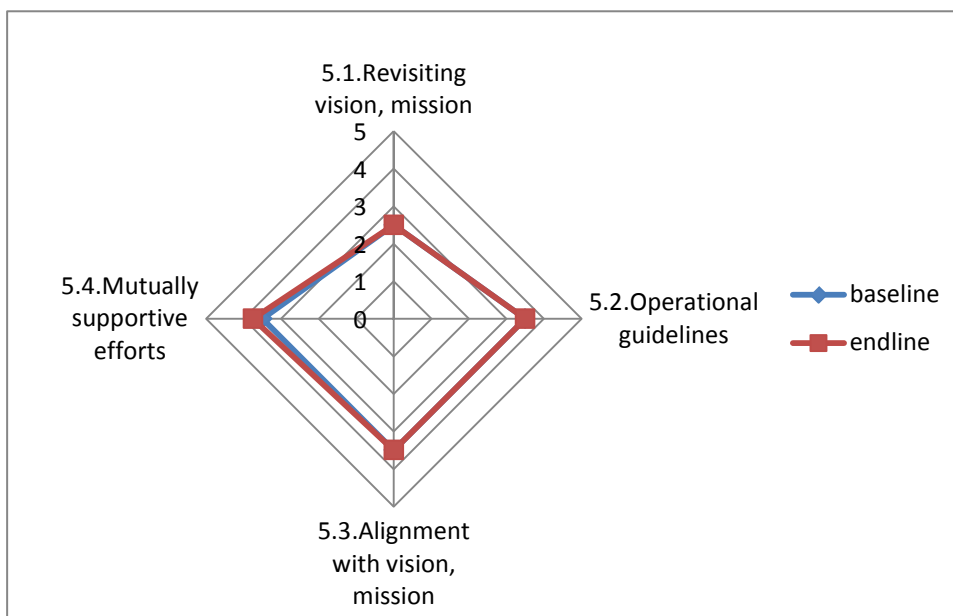 5.1.Revisiting
vision, mission
5
4
3
2
1
0
5.4.Mutually
supportive
efforts
5.2.Operational
guidelines
baseline
endline
5.3.Alignment
with vision,
mission